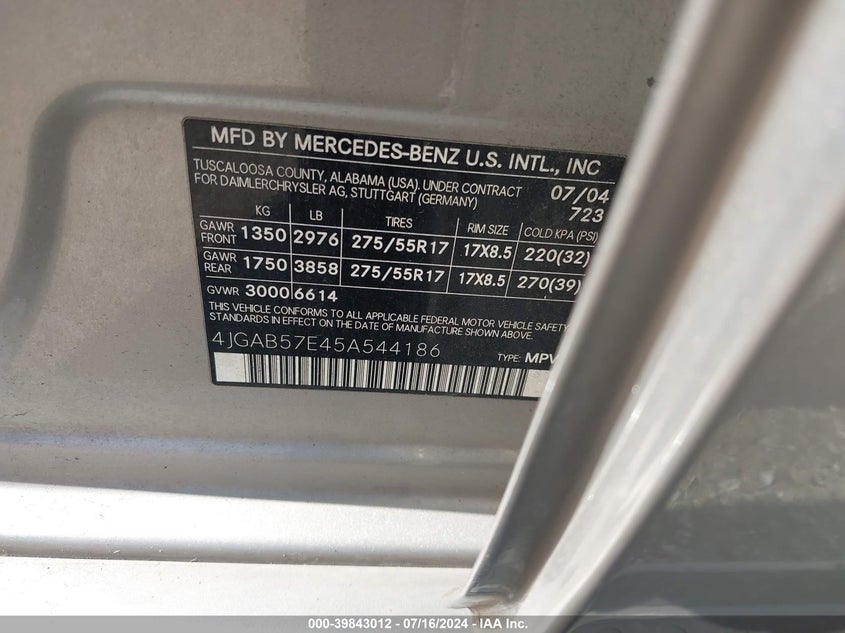 MFD BY MERCEDES-BENZ U.S. INTL., INC
TUSCALOOSA COUNTY, ALABAMA (USA). UNDER CONTRACT 07/04
FOR DAIMLERCHRYSLER AG, STUTTGART (GERMANY) 723
KG LB TIRES RIM SIZE COLD KPA (PSI)
GAWR FRONT 1350 2976 275/55R17 17X8.5 220(32)
GAWR REAR 1750 3858 275/55R17 17X8.5 270(39)
GVWR 3000 6614
THIS VEHICLE CONFORMS TO ALL APPLICABLE FEDERAL MOTOR VEHICLE SAFETY
STANDARDS IN EFFECT ON THE DATE OF MANUFACTURE SHOWN ABOVE.
4JGAB57E45A544186 TYPE: MPV
000-39843012 - 07/16/2024 - IAA Inc.